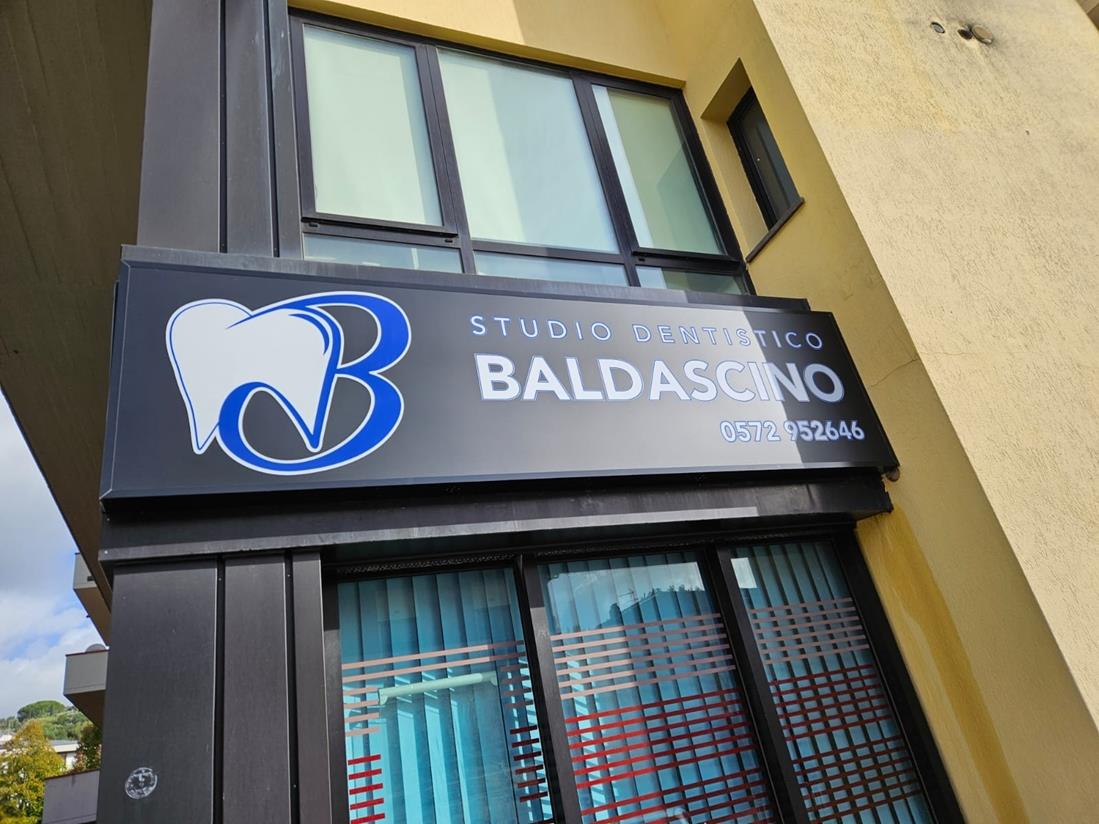 B
STUDIO DENTISTICO
BALDASCINO
0572 952646